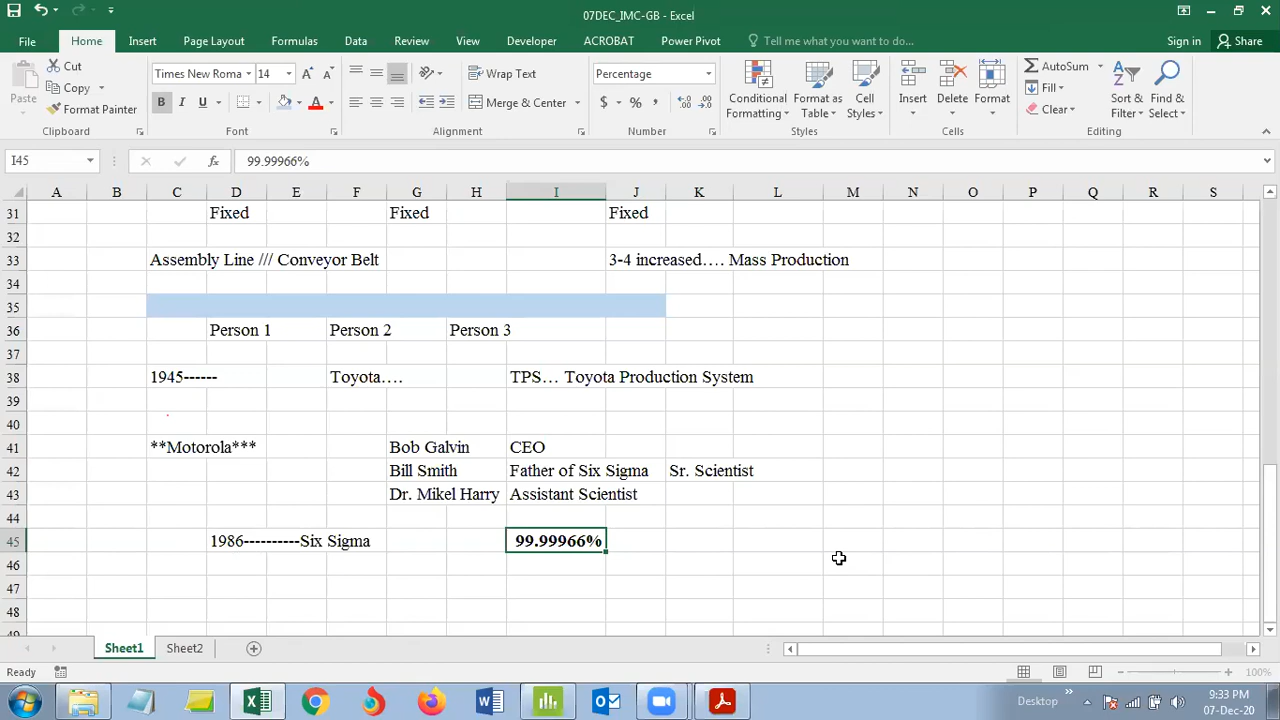 07DEC_IMC-GB - Excel
File Home Insert Page Layout Formulas Data Review View Developer ACROBAT Power Pivot Tell me what you want to do... Sign in Share
Paste Cut Copy Format Painter
Times New Roma 14
B I U A
Wrap Text
Merge & Center
Percentage
$ % ,
Conditional Formatting Format as Table Cell Styles
Insert Delete Format
AutoSum Fill Clear
Sort & Filter Find & Select
Clipboard Font Alignment Number Styles Cells Editing
I45 fx 99.99966%
A B C D E F G H I J K L M N O P Q R S
31 Fixed Fixed Fixed
32
33 Assembly Line /// Conveyor Belt 3-4 increased…. Mass Production
34
35
36 Person 1 Person 2 Person 3
37
38 1945------ Toyota…. TPS… Toyota Production System
39
40
41 **Motorola*** Bob Galvin CEO
42 Bill Smith Father of Six Sigma Sr. Scientist
43 Dr. Mikel Harry Assistant Scientist
44
45 1986----------Six Sigma 99.99966%
46
47
48
49
Sheet1 Sheet2
Ready 100%
Desktop 9:33 PM
07-Dec-20